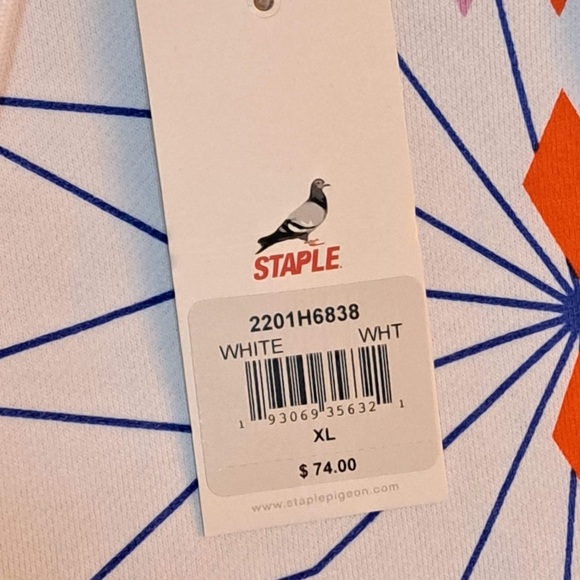 STAPLE
2201H6838
WHITE WHT
1 93069 35632 1
XL
$ 74.00
www.staplepigeon.com